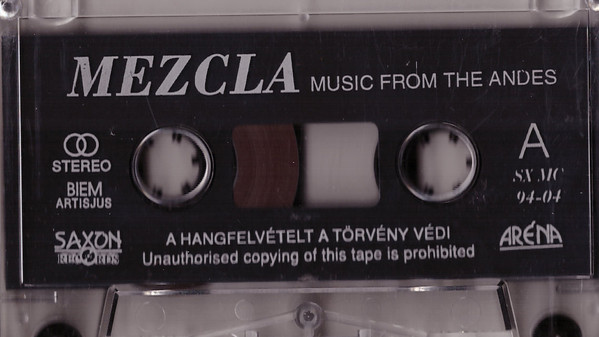 MEZCLA MUSIC FROM THE ANDES
STEREO
BIEM
ARTISJUS
A
SX MC
94-04
SAXON
RECORDS
A HANGFELVÉTELT A TÖRVÉNY VÉDI
Unauthorised copying of this tape is prohibited
ARÉNA